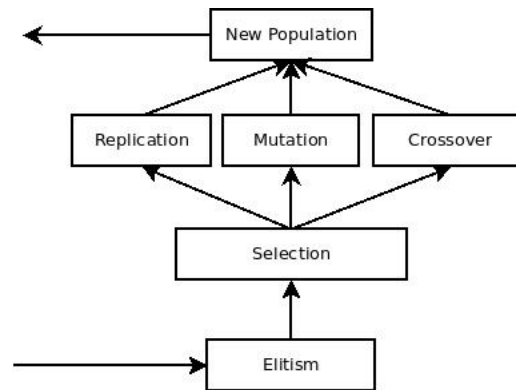 New Population
Replication
Mutation
Crossover
Selection
Elitism